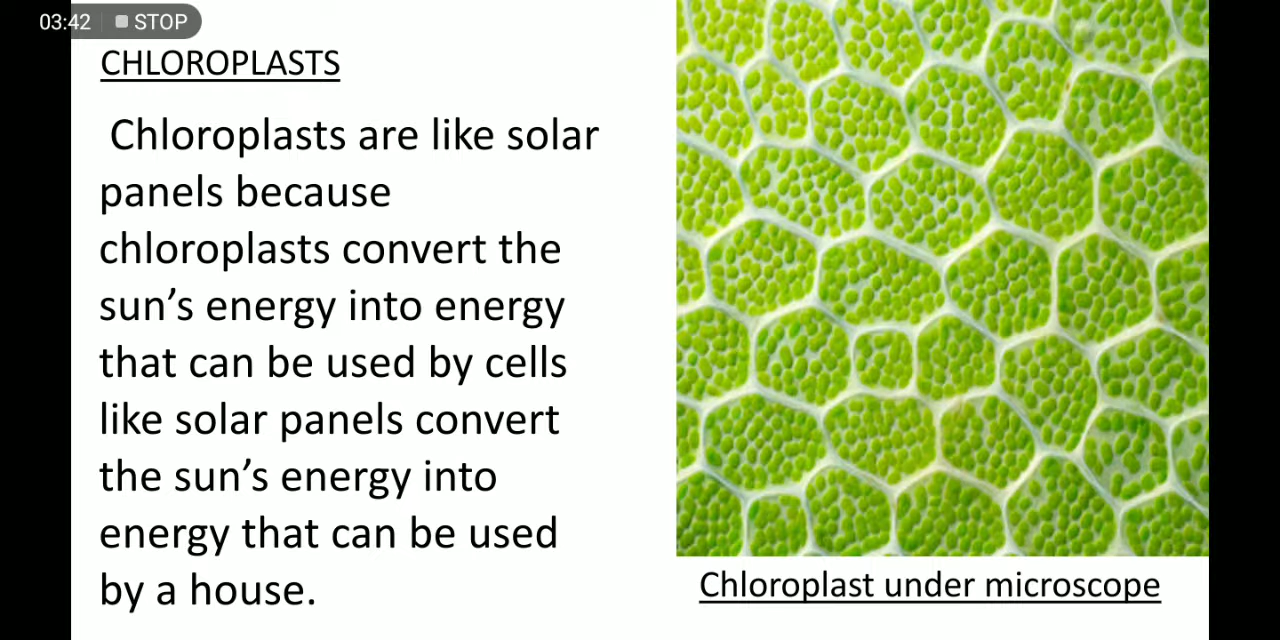 03:42 STOP
CHLOROPLASTS
Chloroplasts are like solar
panels because
chloroplasts convert the
sun’s energy into energy
that can be used by cells
like solar panels convert
the sun’s energy into
energy that can be used
by a house.
Chloroplast under microscope